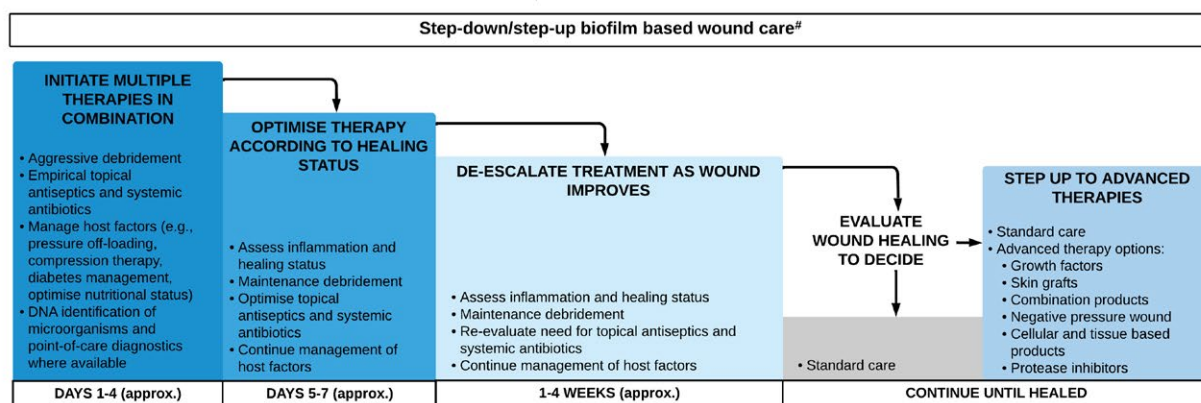 Step-down/step-up biofilm based wound care#
INITIATE MULTIPLE
THERAPIES IN
COMBINATION
• Aggressive debridement
• Empirical topical
antiseptics and systemic
antibiotics
• Manage host factors (e.g.,
pressure off-loading,
compression therapy,
diabetes management,
optimise nutritional status)
• DNA identification of
microorganisms and
point-of-care diagnostics
where available
DAYS 1-4 (approx.)
OPTIMISE THERAPY
ACCORDING TO HEALING
STATUS
• Assess inflammation and
healing status
• Maintenance debridement
• Optimise topical
antiseptics and systemic
antibiotics
• Continue management of
host factors
DAYS 5-7 (approx.)
DE-ESCALATE TREATMENT AS WOUND
IMPROVES
• Assess inflammation and healing status
• Maintenance debridement
• Re-evaluate need for topical antiseptics and
systemic antibiotics
• Continue management of host factors
1-4 WEEKS (approx.)
EVALUATE
WOUND HEALING
TO DECIDE
• Standard care
STEP UP TO ADVANCED
THERAPIES
• Standard care
• Advanced therapy options:
• Growth factors
• Skin grafts
• Combination products
• Negative pressure wound
• Cellular and tissue based
products
• Protease inhibitors
CONTINUE UNTIL HEALED